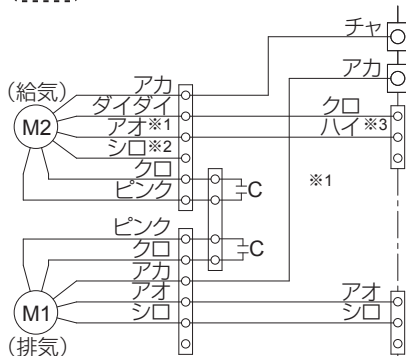 チャ
アカ
(給気)
アカ
M2
ダイダイ
クロ
アオ※1
ハイ※3
シロ※2
クロ
ピンク
C
※1
ピンク
クロ
C
アカ
アオ
アオ
M1
シロ
シロ
(排気)